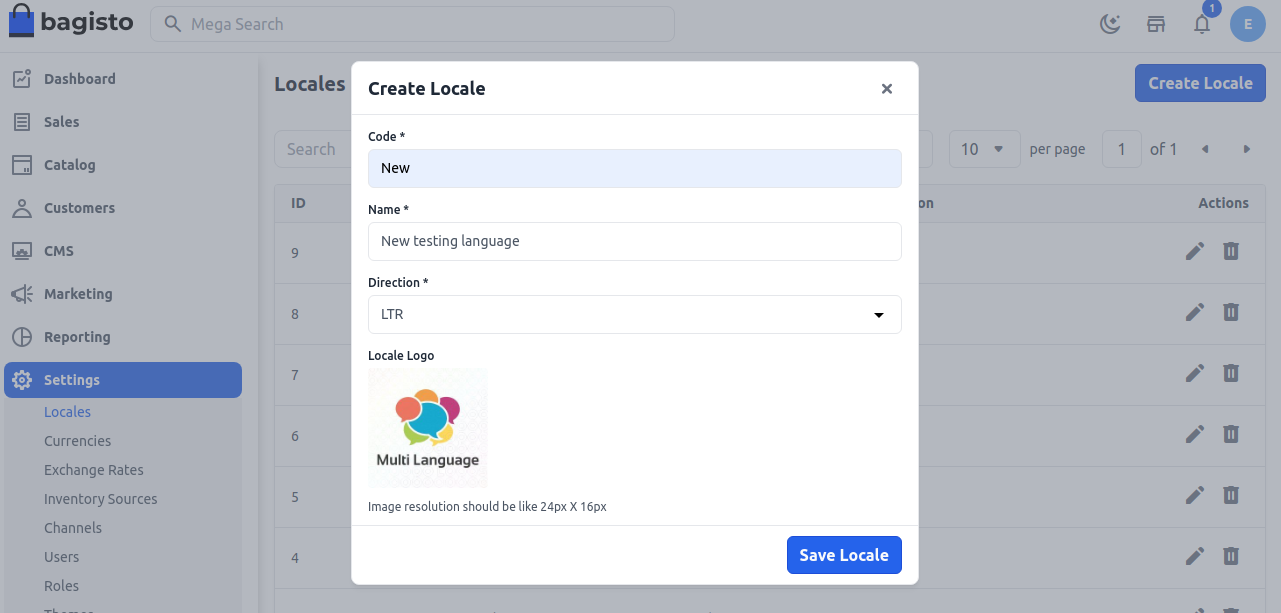 bagisto
Mega Search
1
E
Dashboard
Sales
Catalog
Customers
CMS
Marketing
Reporting
Settings
Locales
Currencies
Exchange Rates
Inventory Sources
Channels
Users
Roles
Locales
Create Locale
Search
10
per page
1
of 1
ID
on
Actions
9
8
7
6
5
4
Create Locale
Code *
New
Name *
New testing language
Direction *
LTR
Locale Logo
Multi Language
Image resolution should be like 24px X 16px
Save Locale